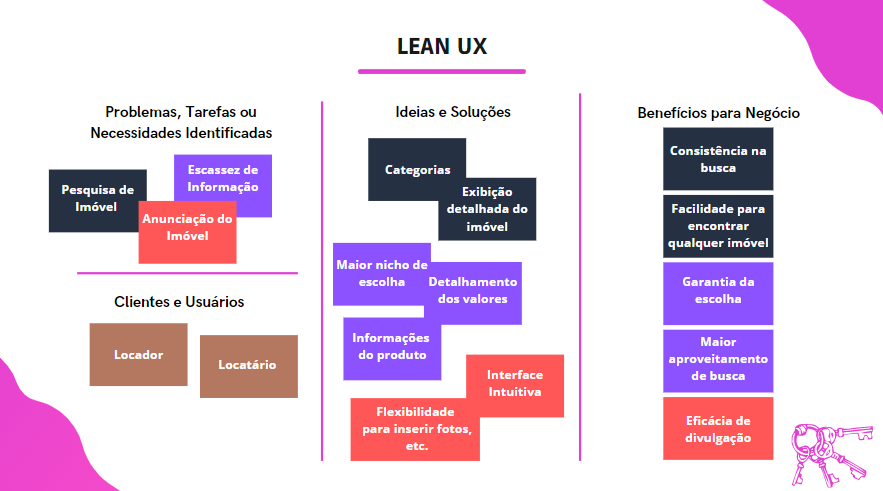 LEAN UX
Problemas, Tarefas ou
Necessidades Identificadas
Pesquisa de
Imóvel
Escassez de
Informação
Anunciação do
Imóvel
Clientes e Usuários
Locador
Locatário
Ideias e Soluções
Categorias
Exibição
detalhada do
imóvel
Maior nicho de
escolha
Detalhamento
dos valores
Informações
do produto
Interface
Intuitiva
Flexibilidade
para inserir fotos,
etc.
Benefícios para Negócio
Consistência na
busca
Facilidade para
encontrar
qualquer imóvel
Garantia da
escolha
Maior
aproveitamento
de busca
Eficácia de
divulgação